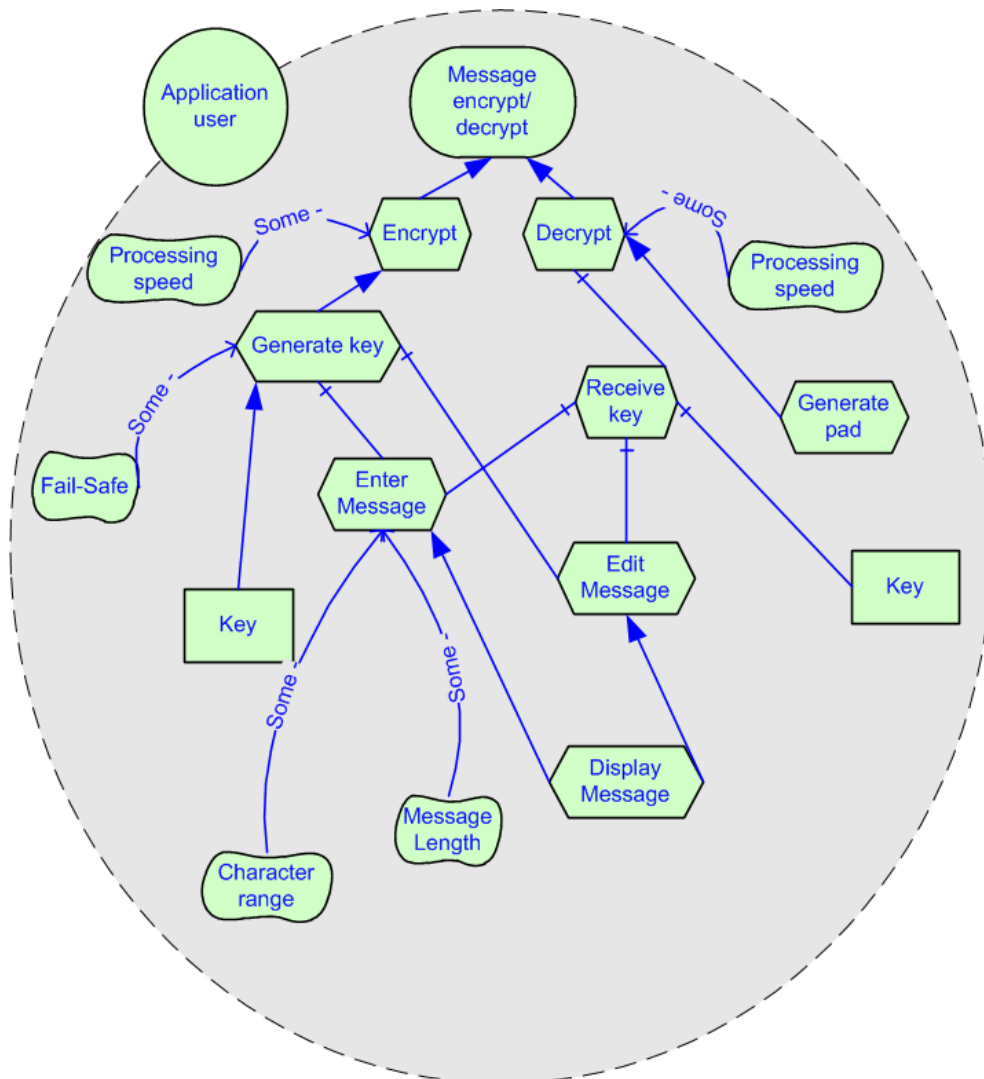 Application
user
Message
encrypt/
decrypt
Some -
Encrypt
Decrypt
Some -
Processing
speed
Processing
speed
Generate key
Some -
Receive
key
Generate
pad
Fail-Safe
Enter
Message
Edit
Message
Key
Key
Some -
Some -
Display
Message
Message
Length
Character
range